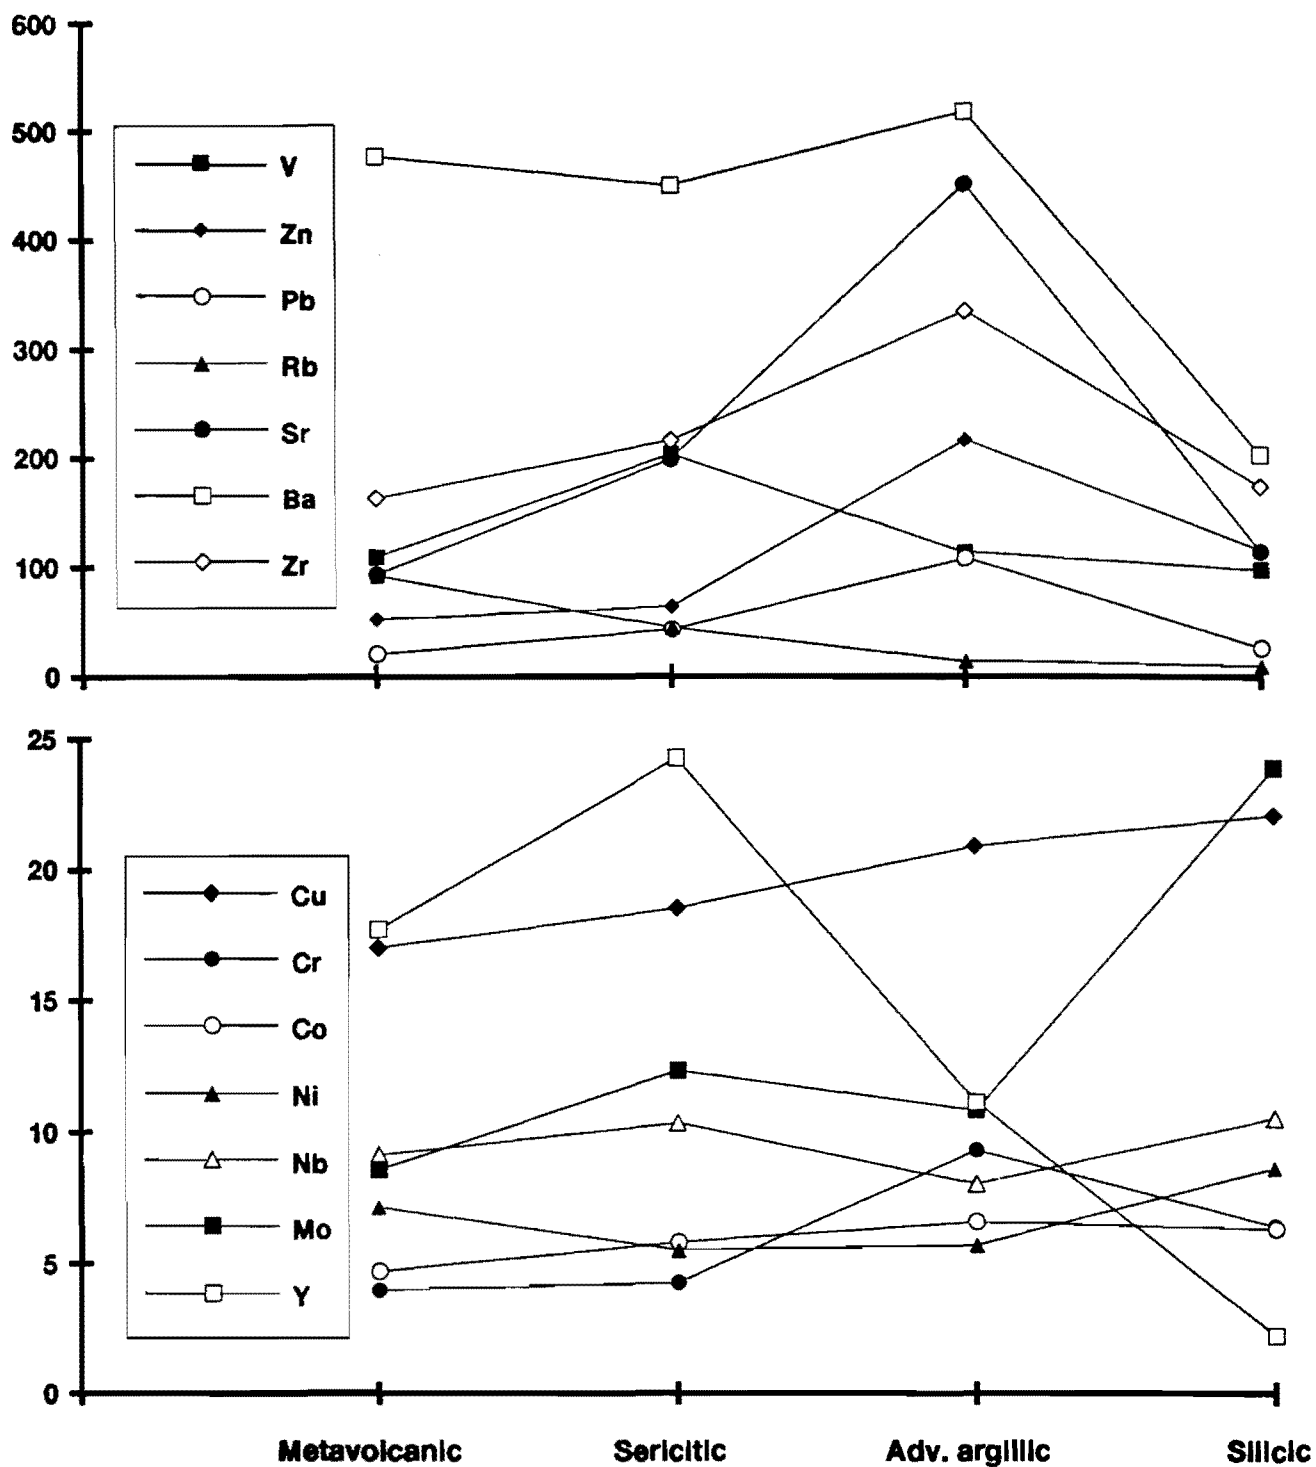 600
500
400
300
200
100
0
V
Zn
Pb
Rb
Sr
Ba
Zr
25
20
15
10
5
0
Cu
Cr
Co
Ni
Nb
Mo
Y
Metavolcanic Sericitic Adv. argillic Silicic